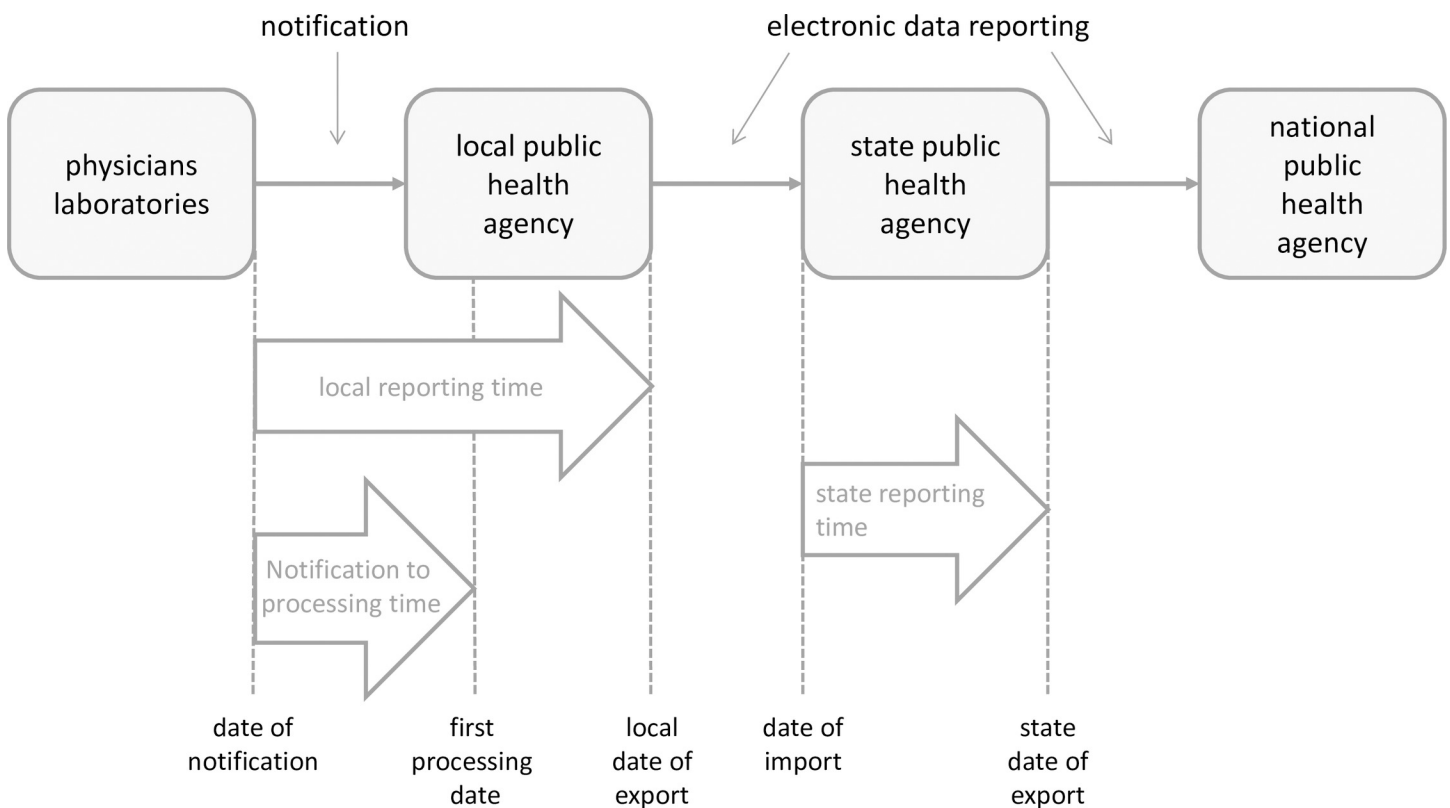 notification
electronic data reporting
physicians
laboratories
local public
health
agency
state public
health
agency
national
public
health
agency
local reporting time
state reporting
time
Notification to
processing time
date of
notification
first
processing
date
local
date of
export
date of
import
state
date of
export